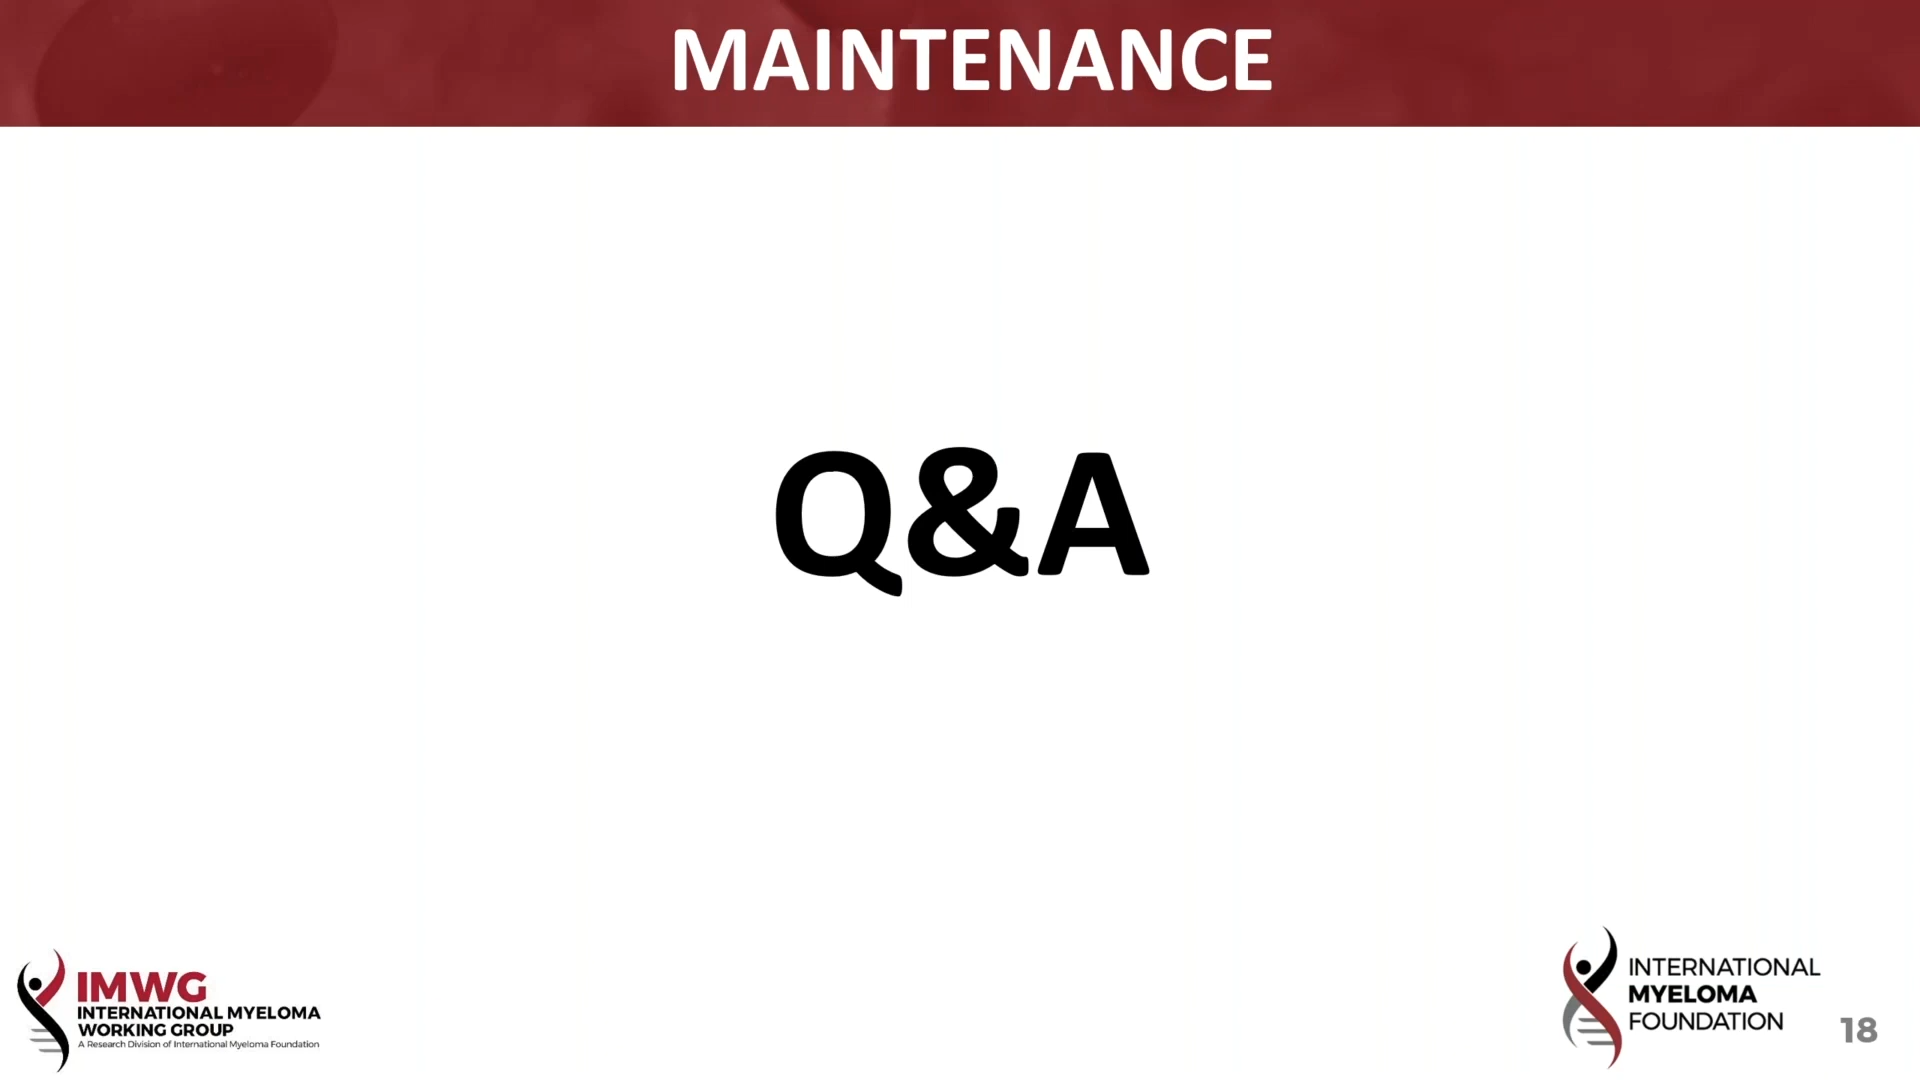 MAINTENANCE
Q&A
IMWG
INTERNATIONAL MYELOMA
WORKING GROUP
A Research Division of International Myeloma Foundation
INTERNATIONAL
MYELOMA
FOUNDATION
18